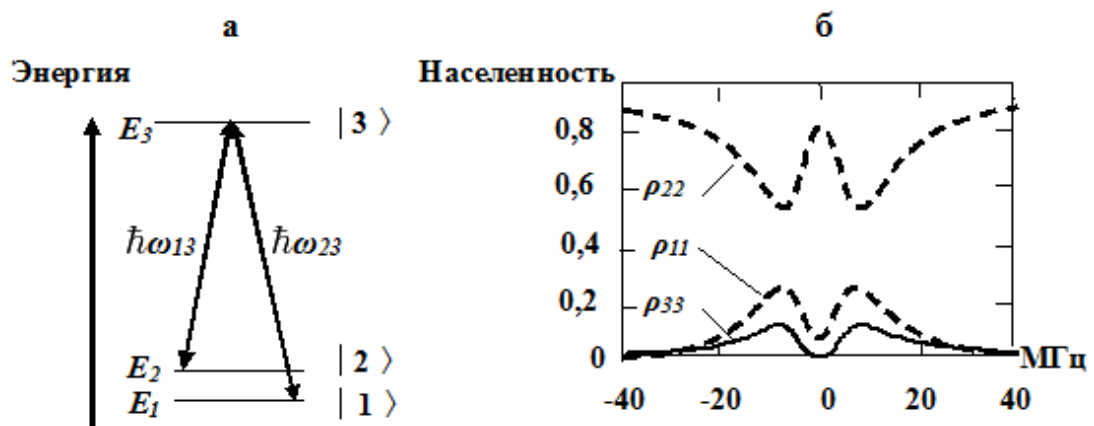 а
Энергия
E3
| 3 ⟩
ħω13
ħω23
E2
| 2 ⟩
E1
| 1 ⟩
б
Населенность
0,8
0,6
0,4
0,2
0
ρ22
ρ11
ρ33
МГц
-40
-20
0
20
40